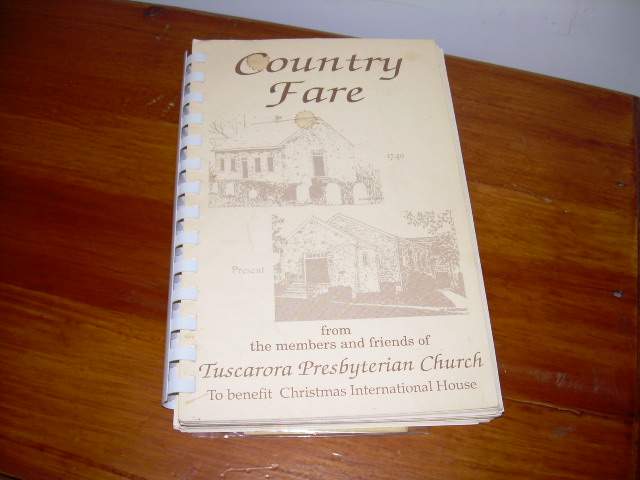 Country
Fare
1740
Present
from
the members and friends of
Tuscarora Presbyterian Church
To benefit Christmas International House